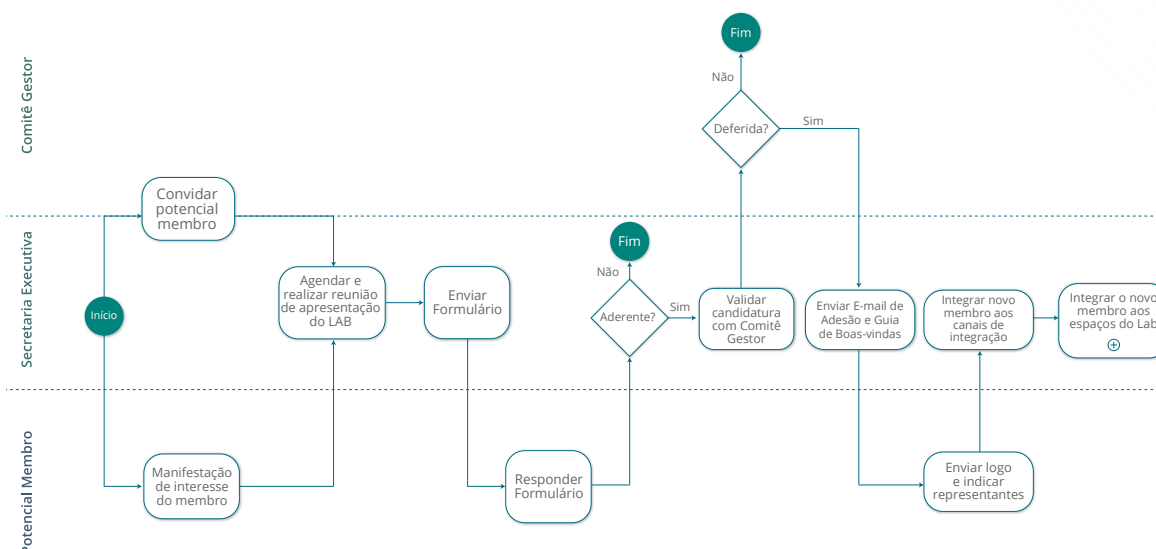 Comitê Gestor
Fim
Não
Deferida?
Sim
Convidar
potencial
membro
Secretaria Executiva
Início
Agendar e
realizar reunião
de apresentação
do LAB
Enviar
Formulário
Fim
Não
Aderente?
Sim
Validar
candidatura
com Comitê
Gestor
Enviar E-mail de
Adesão e Guia
de Boas-vindas
Integrar novo
membro aos
canais de
integração
Integrar o novo
membro aos
espaços do Lab
Potencial Membro
Manifestação
de interesse
do membro
Responder
Formulário
Enviar logo
e indicar
representantes